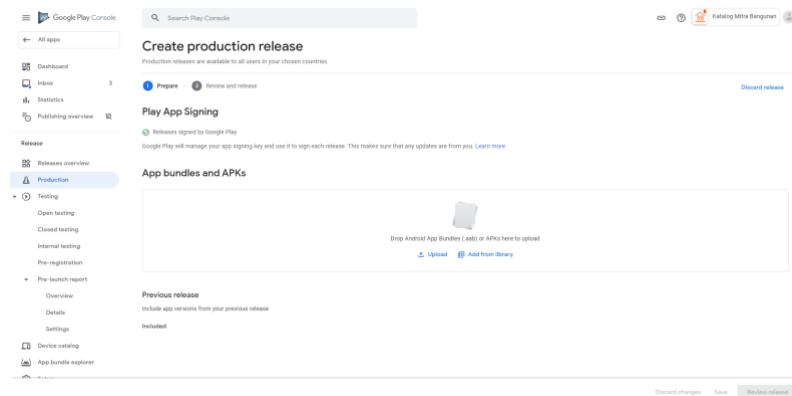 Google Play Console
Search Play Console
Katalog Mitra Bangunan
All apps
Dashboard
Inbox 3
Statistics
Publishing overview
Release
Releases overview
Production
Testing
Open testing
Closed testing
Internal testing
Pre-registration
Pre-launch report
Overview
Details
Settings
Device catalog
App bundle explorer
Create production release
Production releases are available to all users in your chosen countries
1 Prepare
2 Review and release
Discard release
Play App Signing
Releases signed by Google Play
Google Play will manage your app signing key and use it to sign each release. This makes sure that any updates are from you. Learn more
App bundles and APKs
Drop Android App Bundles (.aab) or APKs here to upload
Upload
Add from library
Previous release
Include app versions from your previous release
Included
Discard changes
Save
Review release